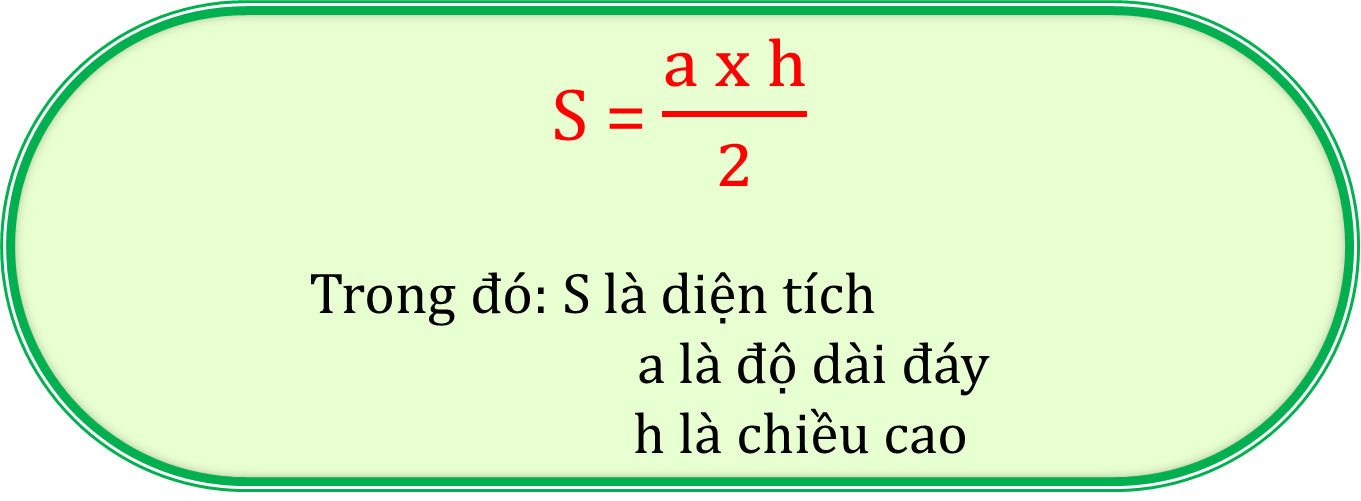 S = a x h / 2
Trong đó: S là diện tích
a là độ dài đáy
h là chiều cao